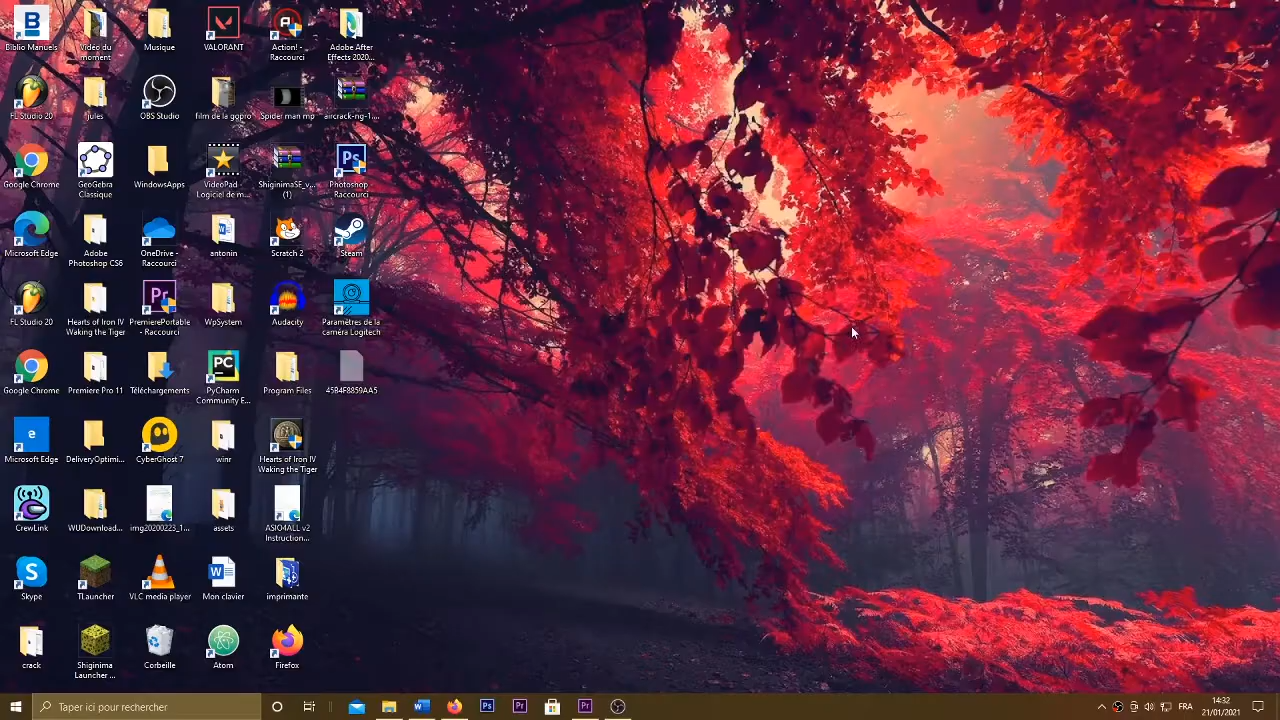 Biblio Manuels
Vidéo du
moment
Musique
VALORANT
Action! -
Raccourci
Adobe After
Effects 2020...
FL Studio 20
jules
OBS Studio
film de la gopro
Spider man mp
aircrack-ng-1....
Google Chrome
GeoGebra
Classique
WindowsApps
VideoPad -
Logiciel de m...
ShiginimaSE_v...
(1)
Photoshop
Raccourci
Microsoft Edge
Adobe
Photoshop CS6
OneDrive -
Raccourci
antonin
Scratch 2
Steam
FL Studio 20
Hearts of Iron IV
Waking the Tiger
PremierePortable
- Raccourci
WpSystem
Audacity
Paramètres de la
caméra Logitech
Google Chrome
Premiere Pro 11
Téléchargements
PyCharm
Community E...
Program Files
45B4F8859AA5
Microsoft Edge
DeliveryOptimi...
CyberGhost 7
winr
Hearts of Iron IV
Waking the Tiger
CrewLink
WUDownload...
img20200223_1...
assets
ASIO4ALL v2
Instruction...
Skype
TLauncher
VLC media player
Mon clavier
imprimante
crack
Shiginima
Launcher ...
Corbeille
Atom
Firefox
Taper ici pour rechercher
FRA
14:32
21/01/2021